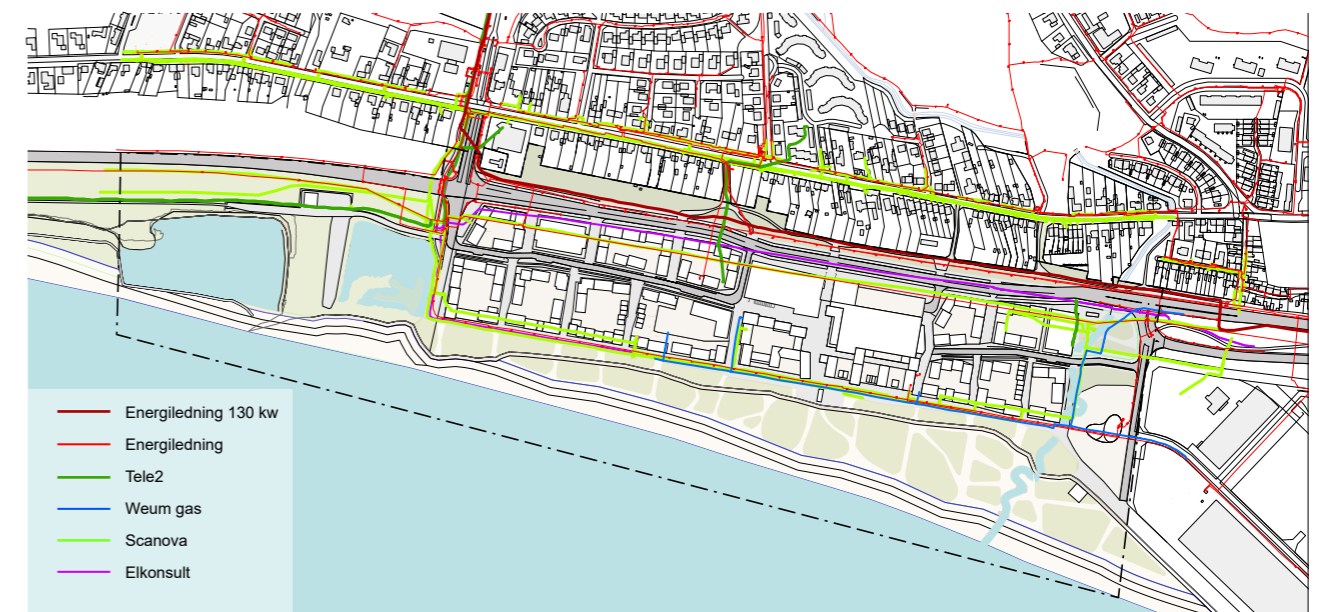 Energiledning 130 kw
Energiledning
Tele2
Weum gas
Scanova
Elkonsult